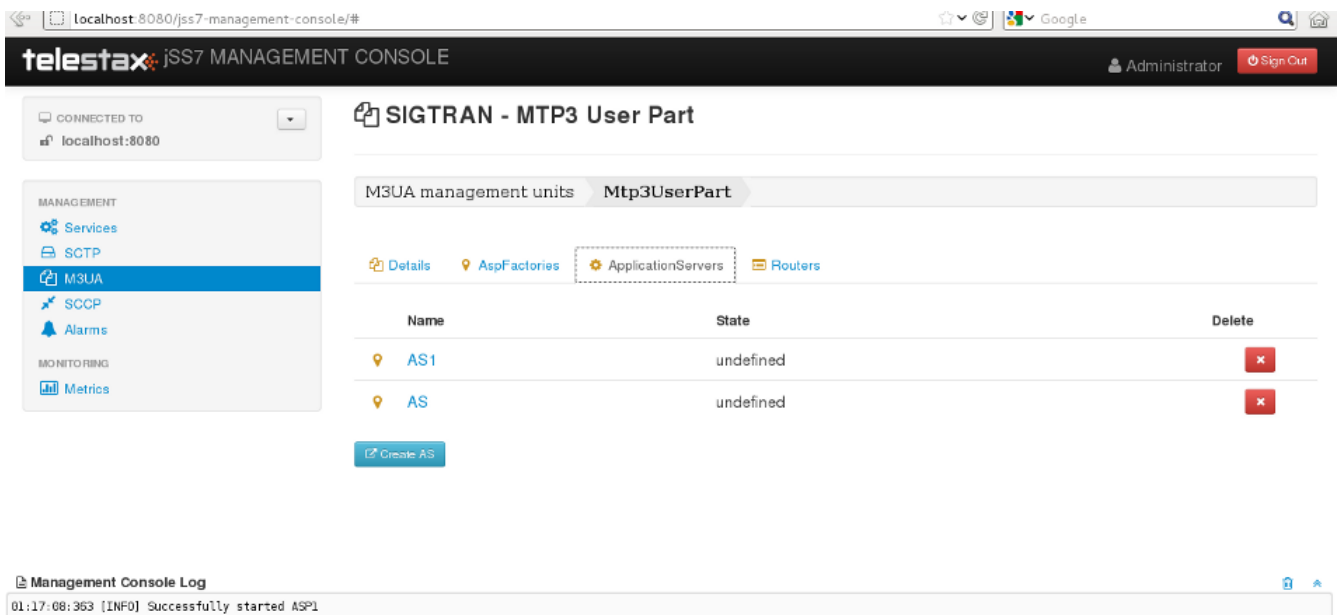 localhost:8080/jss7-management-console/#
Google
telestax jSS7 MANAGEMENT CONSOLE
Administrator
Sign Out
CONNECTED TO
localhost:8080
SIGTRAN - MTP3 User Part
M3UA management units Mtp3UserPart
MANAGEMENT
Services
SCTP
M3UA
SCCP
Alarms
MONITORING
Metrics
Details AspFactories ApplicationServers Routers
Name State Delete
AS1 undefined
AS undefined
Create AS
Management Console Log
01:17:08:363 [INFO] Successfully started ASP1